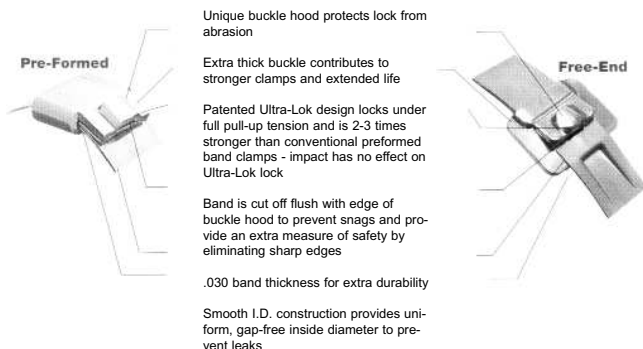 Unique buckle hood protects lock from
abrasion
Pre-Formed
Extra thick buckle contributes to
stronger clamps and extended life
Free-End
Patented Ultra-Lok design locks under
full pull-up tension and is 2-3 times
stronger than conventional preformed
band clamps - impact has no effect on
Ultra-Lok lock
Band is cut off flush with edge of
buckle hood to prevent snags and pro-
vide an extra measure of safety by
eliminating sharp edges
.030 band thickness for extra durability
Smooth I.D. construction provides uni-
form, gap-free inside diameter to pre-
vent leaks